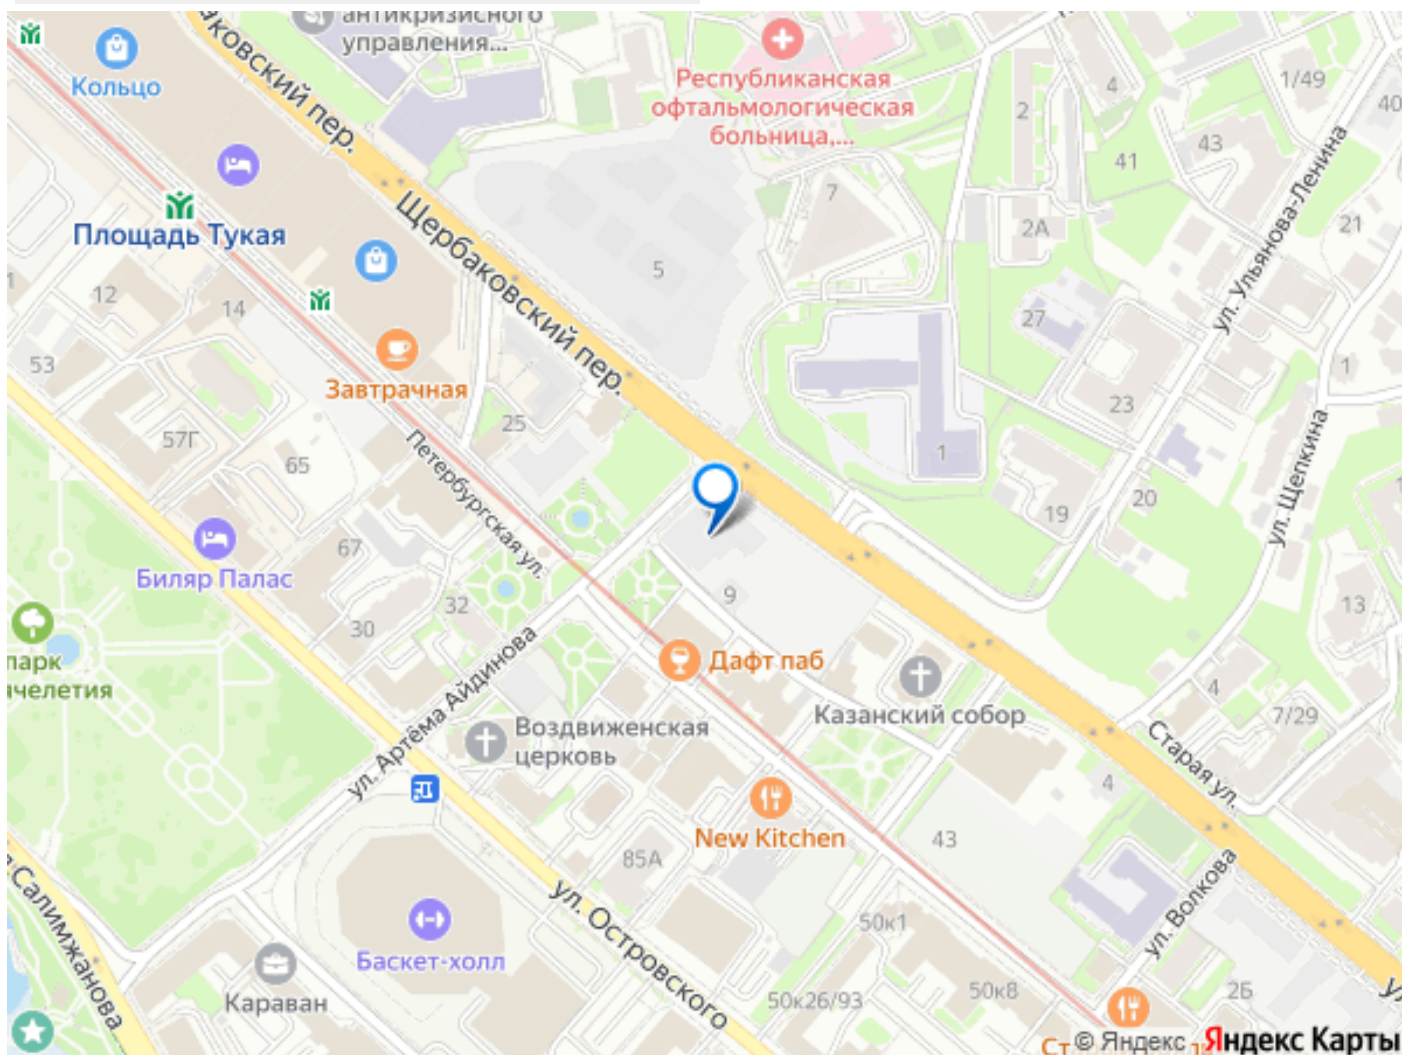 антикризисного
управления...
Кольцо
Республиканская
офтальмологическая
больница,...
ковский пер.
2
4
1/49
40
43
41
7
2А
21
ул. Ульянова-Ленина
Площадь Тукая
Щербаковский пер.
5
12
14
27
53
Завтрачная
1
23
25
57Г
65
Петербургская ул.
1
ул. Щепкина
20
19
67
Биляр Палас
32
30
9
13
парк
ячелетия
ул. Артёма Айдинова
Дафт паб
Казанский собор
4
7/29
Воздвиженская
церковь
Старая ул.
4
New Kitchen
43
85А
ул. Островского
50к1
ул. Волкова
Салимжанова
Баскет-холл
Караван
50к26/93
50к8
2Б
Ст
© Яндекс Яндекс Карты